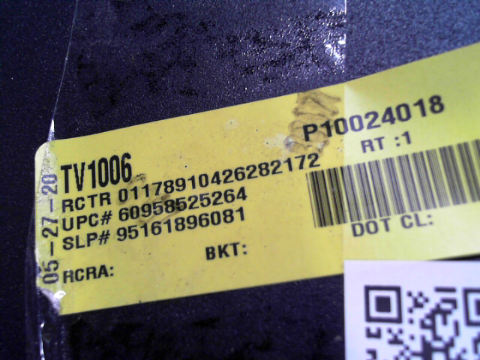 05-27-20
TV1006
P10024018
RCTR 01178910426282172
RT :1
UPC# 60958525264
SLP# 95161896081
DOT CL:
BKT:
RCRA: